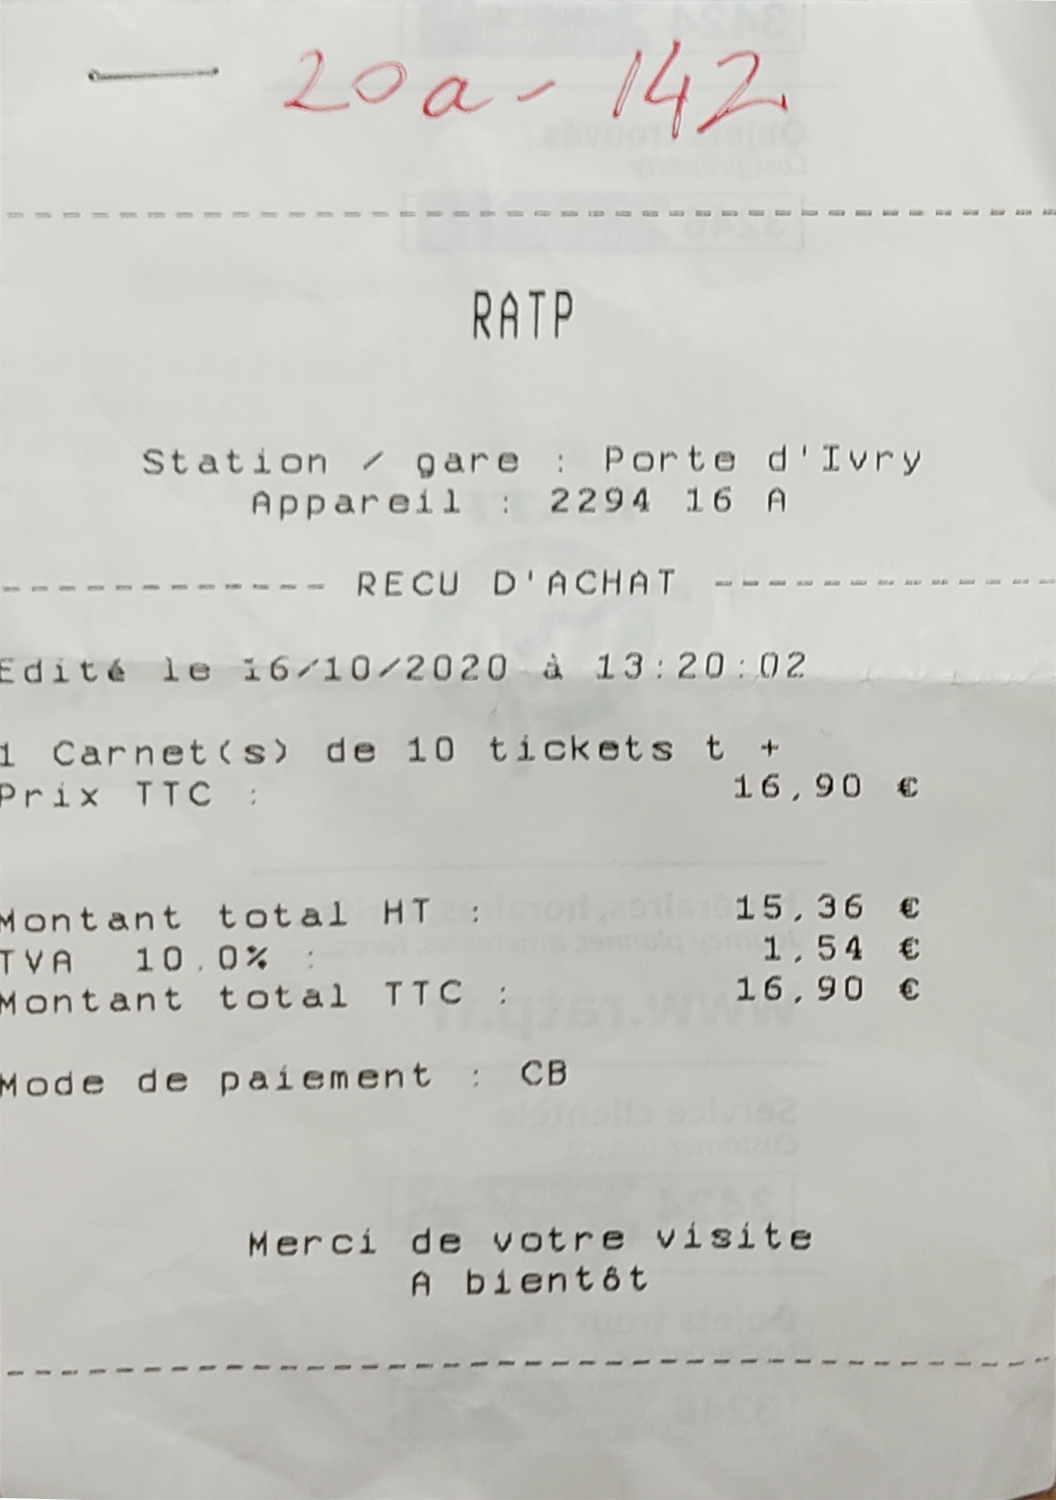 20a - 142
RATP
Station / gare : Porte d'Ivry
Appareil : 2294 16 A
RECU D'ACHAT
Edité le 16/10/2020 à 13:20:02
1 Carnet(s) de 10 tickets t +
Prix TTC : 16,90 €
Montant total HT : 15,36 €
TVA 10.0% : 1,54 €
Montant total TTC : 16,90 €
Mode de paiement : CB
Merci de votre visite
A bientôt